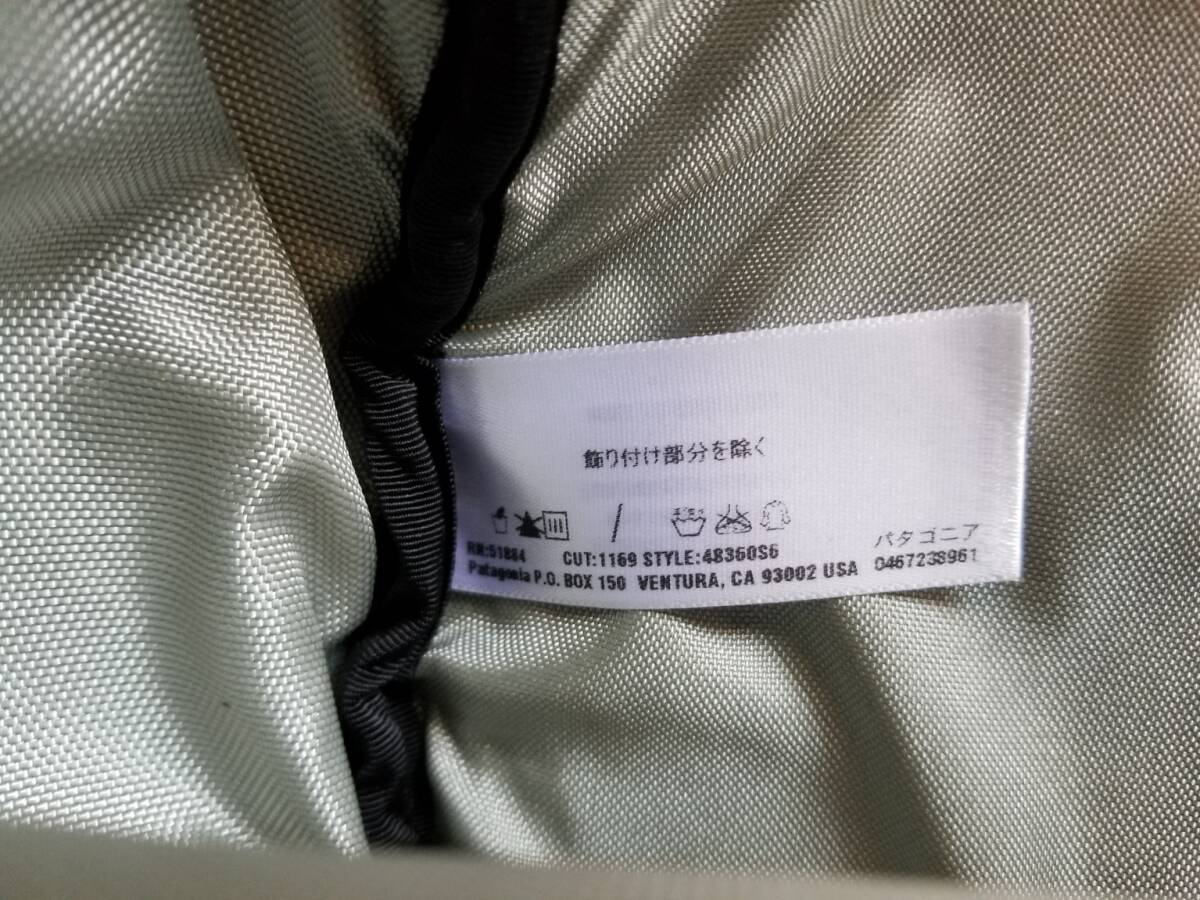 飾り付け部分を除く
RN:51884 CUT:1169 STYLE:48360S6
Patagonia P.O. BOX 150 VENTURA, CA 93002 USA
パタゴニア
0467238961